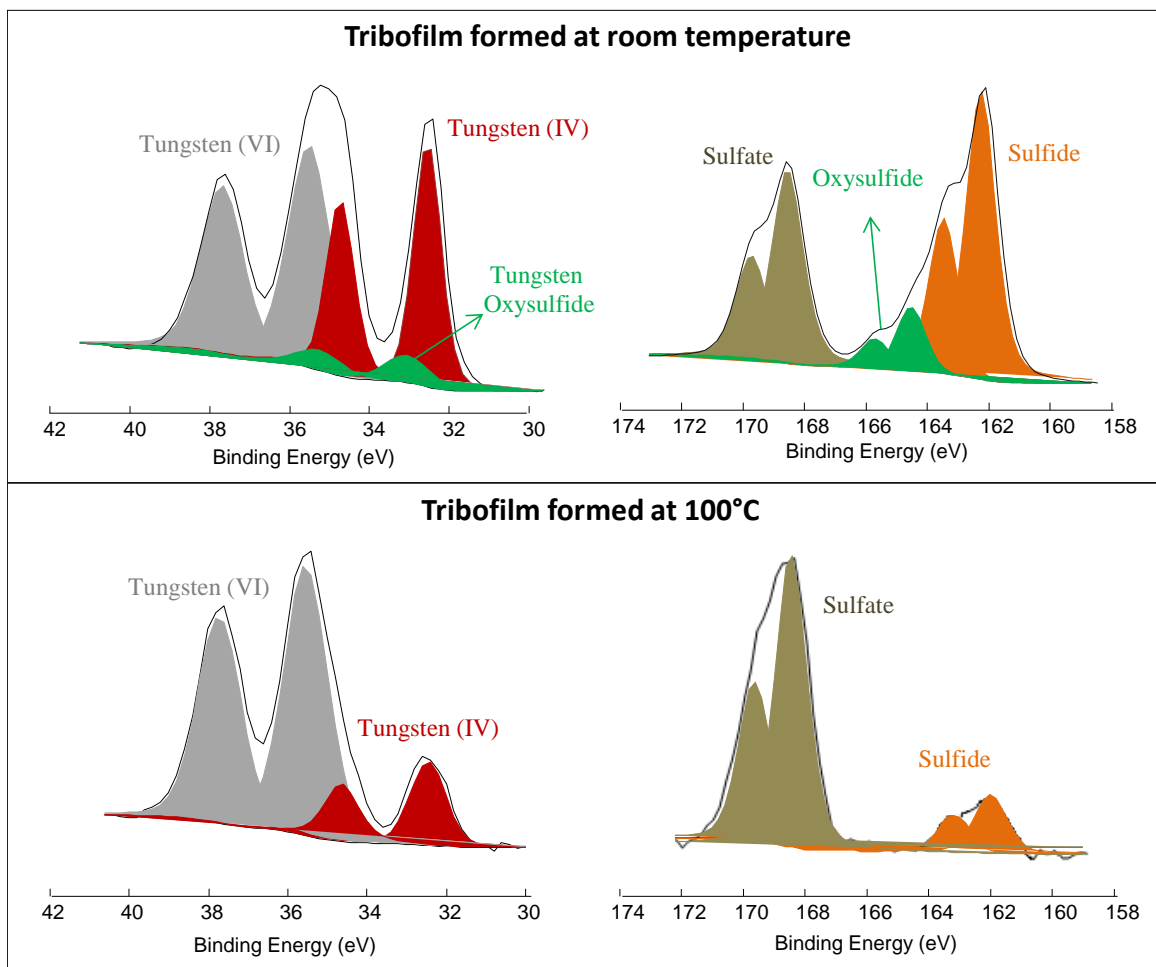 Tribofilm formed at room temperature
Tungsten (VI)
Tungsten (IV)
Tungsten
Oxysulfide
42 40 38 36 34 32 30
Binding Energy (eV)
Sulfate
Oxysulfide
Sulfide
174 172 170 168 166 164 162 160 158
Binding Energy (eV)
Tribofilm formed at 100°C
Tungsten (VI)
Tungsten (IV)
42 40 38 36 34 32 30
Binding Energy (eV)
Sulfate
Sulfide
174 172 170 168 166 164 162 160 158
Binding Energy (eV)